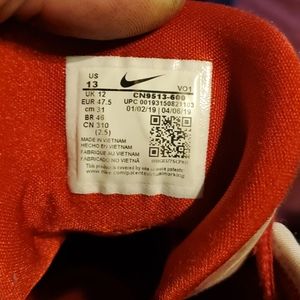 US
13
VO1
UK 12
CN9513-600
EUR 47.5
UPC 00193150821103
cm 31
01/02/19 | 04/06/19
BR 46
CN 310
(2.5)
MADE IN VIETNAM
HECHO EN VIETNAM
FABRIQUE AU VIETNAM
FABRICADO NO VIETNÃ